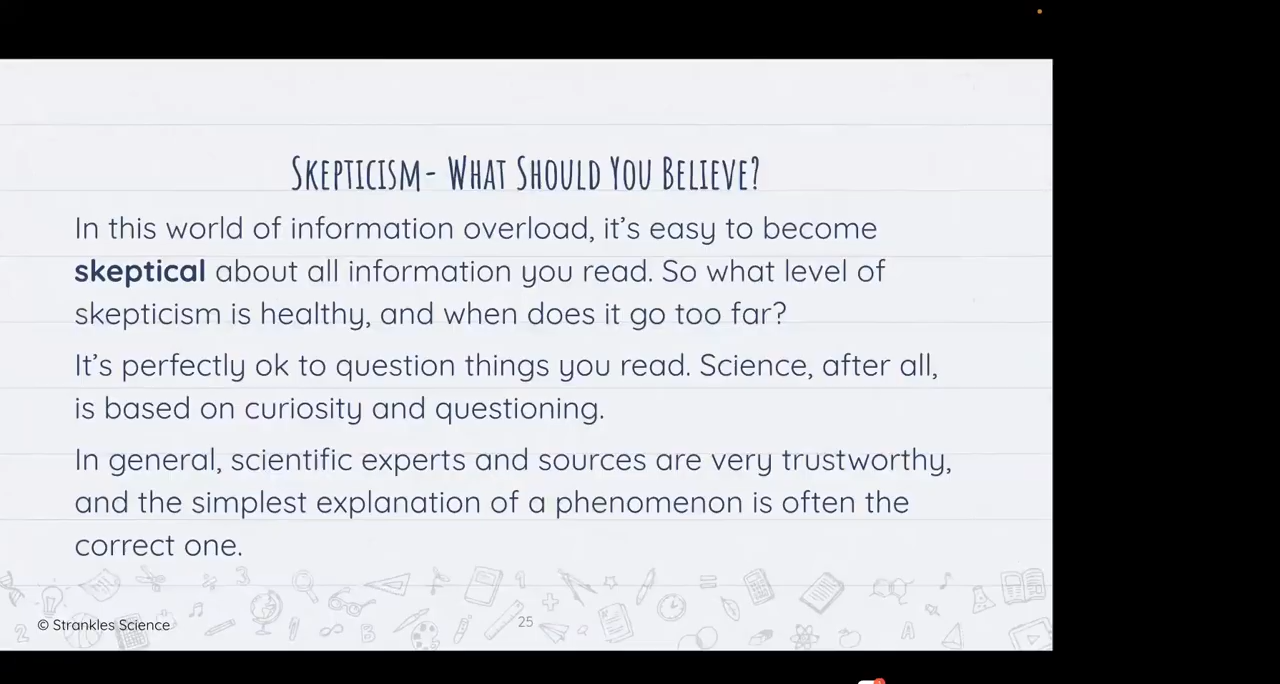 Skepticism- What Should You Believe?
In this world of information overload, it's easy to become
skeptical about all information you read. So what level of
skepticism is healthy, and when does it go too far?
It's perfectly ok to question things you read. Science, after all,
is based on curiosity and questioning.
In general, scientific experts and sources are very trustworthy,
and the simplest explanation of a phenomenon is often the
correct one.
© Strankles Science
25